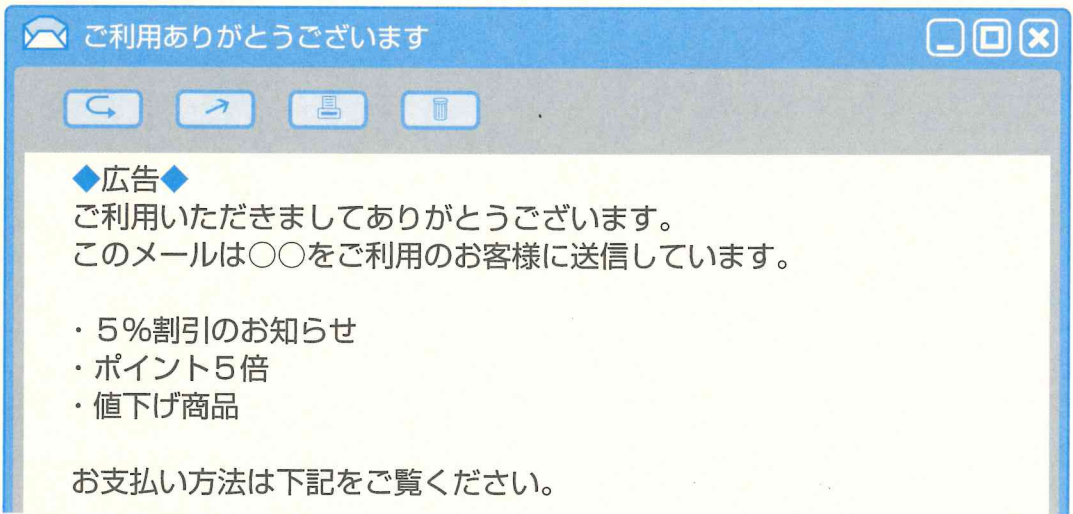 ご利用ありがとうございます
◆広告◆
ご利用いただきましてありがとうございます。
このメールは○○をご利用のお客様に送信しています。
・５％割引のお知らせ
・ポイント５倍
・値下げ商品
お支払い方法は下記をご覧ください。